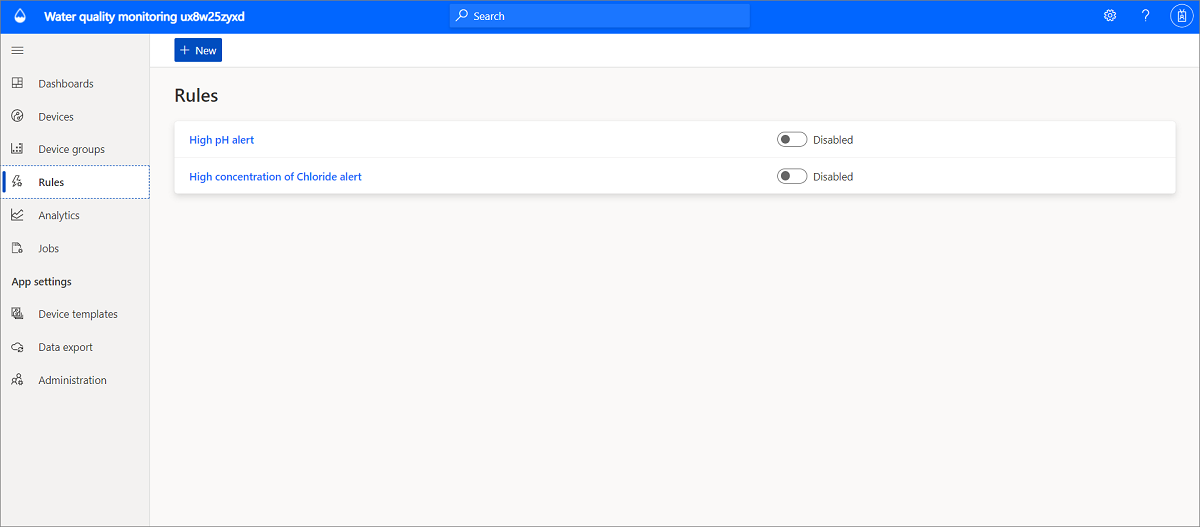 Water quality monitoring ux8w25zyxd
Search
?
+ New
Dashboards
Devices
Device groups
Rules
Analytics
Jobs
App settings
Device templates
Data export
Administration
Rules
High pH alert
Disabled
High concentration of Chloride alert
Disabled